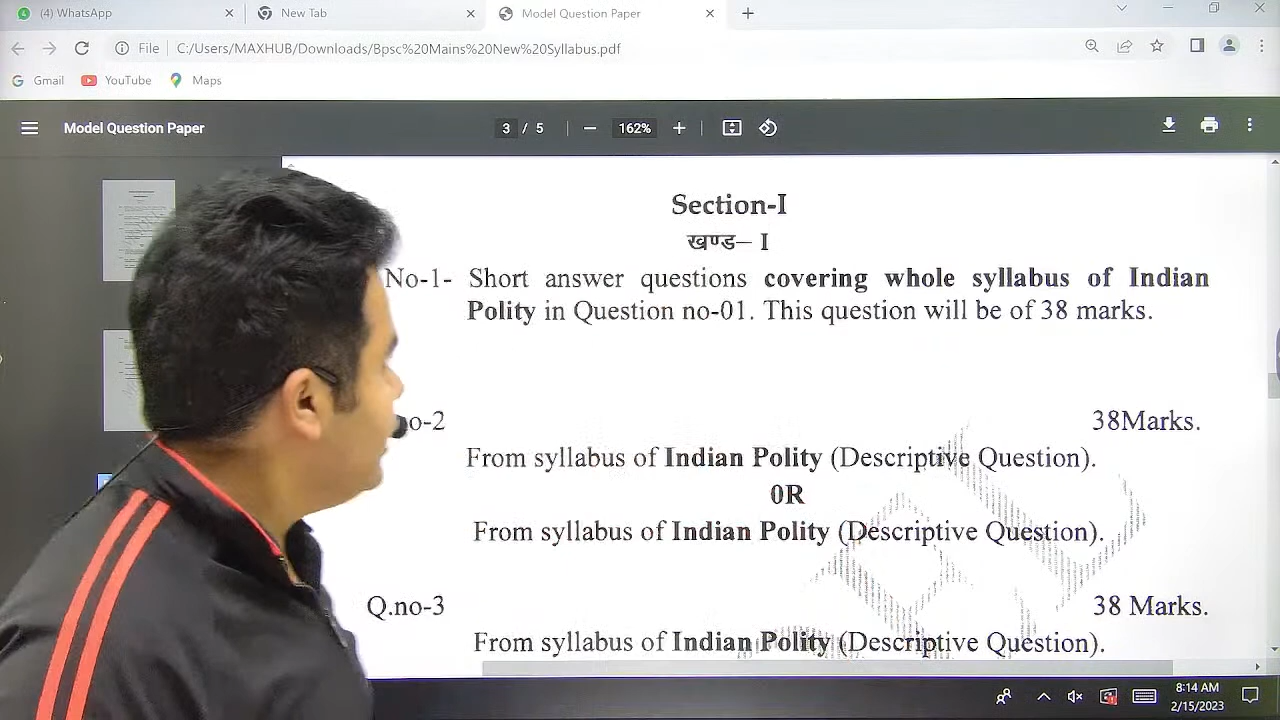 (4) WhatsApp
New Tab
Model Question Paper
File
C:/Users/MAXHUB/Downloads/Bpsc%20Mains%20New%20Syllabus.pdf
Gmail
YouTube
Maps
Model Question Paper
3 / 5
162%
Section-I
खण्ड– I
No-1- Short answer questions covering whole syllabus of Indian
Polity in Question no-01. This question will be of 38 marks.
no-2 38Marks.
From syllabus of Indian Polity (Descriptive Question).
0R
From syllabus of Indian Polity (Descriptive Question).
Q.no-3 38 Marks.
From syllabus of Indian Polity (Descriptive Question).
8:14 AM
2/15/2023